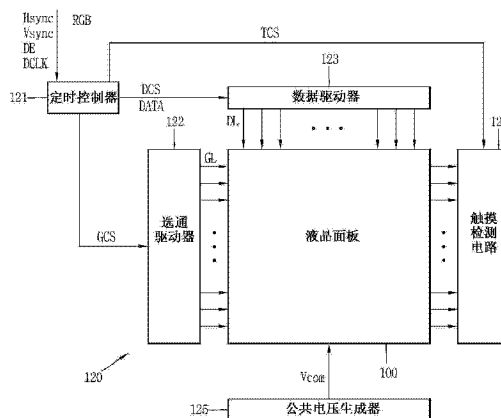 Hsync RGB
Vsync
DE
DCLK
TCS
123
121
定时控制器
DCS
DATA
数据驱动器
122
DL
GL
选通
驱动器
GCS
液晶面板
触摸
检测
电路
120
Vcom
100
125
公共电压生成器